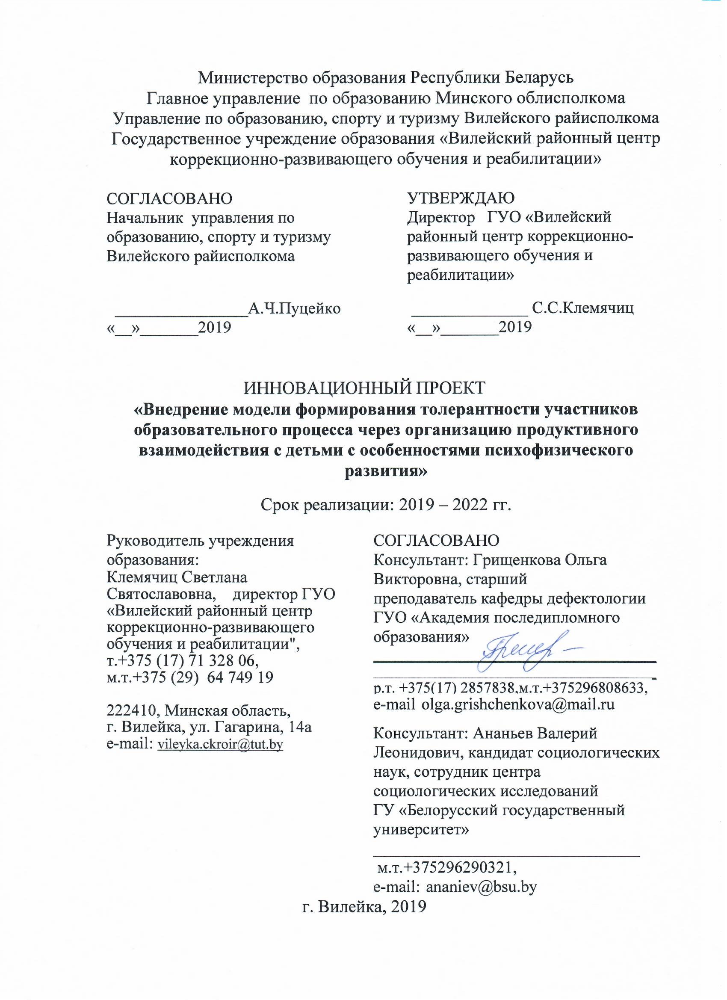 Министерство образования Республики Беларусь
Главное управление по образованию Минского облисполкома
Управление по образованию, спорту и туризму Вилейского райисполкома
Государственное учреждение образования «Вилейский районный центр
коррекционно-развивающего обучения и реабилитации»
СОГЛАСОВАНО
Начальник управления по
образованию, спорту и туризму
Вилейского райисполкома
________________А.Ч.Пуцейко
«__»_______2019
УТВЕРЖДАЮ
Директор ГУО «Вилейский
районный центр коррекционно-
развивающего обучения и
реабилитации»
______________ С.С.Клемячиц
«__»_______2019
ИННОВАЦИОННЫЙ ПРОЕКТ
«Внедрение модели формирования толерантности участников
образовательного процесса через организацию продуктивного
взаимодействия с детьми с особенностями психофизического
развития»
Срок реализации: 2019 – 2022 гг.
Руководитель учреждения
образования:
Клемячиц Светлана
Святославовна, директор ГУО
«Вилейский районный центр
коррекционно-развивающего
обучения и реабилитации",
т.+375 (17) 71 328 06,
м.т.+375 (29) 64 749 19
222410, Минская область,
г. Вилейка, ул. Гагарина, 14а
e-mail: vileyka.ckroir@tut.by
СОГЛАСОВАНО
Консультант: Грищенкова Ольга
Викторовна, старший
преподаватель кафедры дефектологии
ГУО «Академия последипломного
образования»
р.т. +375(17) 2857838,м.т.+375296808633,
e-mail olga.grishchenkova@mail.ru
Консультант: Ананьев Валерий
Леонидович, кандидат социологических
наук, сотрудник центра
социологических исследований
ГУ «Белорусский государственный
университет»
м.т.+375296290321,
e-mail: ananiev@bsu.by
г. Вилейка, 2019